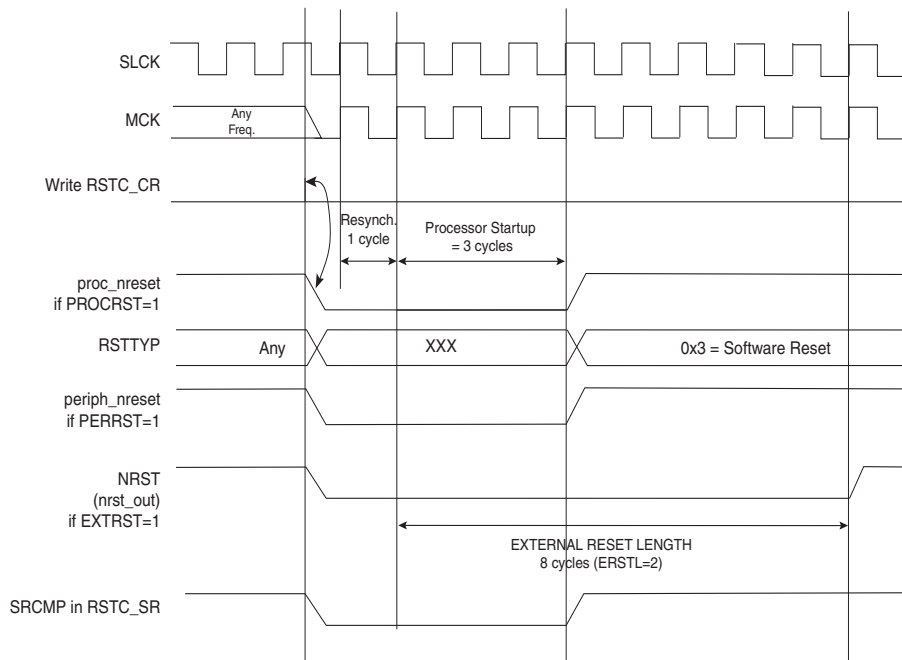 SLCK
MCK
Any
Freq.
Write RSTC_CR
Resynch.
1 cycle
Processor Startup
= 3 cycles
proc_nreset
if PROCRST=1
RSTTYP
Any
XXX
0x3 = Software Reset
periph_nreset
if PERRST=1
NRST
(nrst_out)
if EXTRST=1
EXTERNAL RESET LENGTH
8 cycles (ERSTL=2)
SRCMP in RSTC_SR